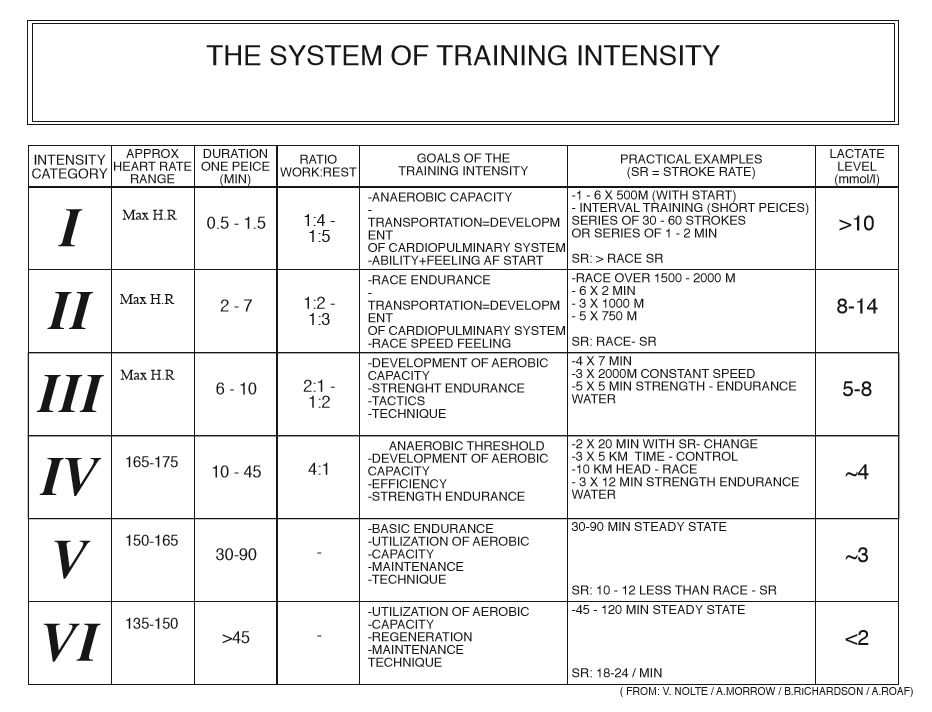 THE SYSTEM OF TRAINING INTENSITY
INTENSITY
CATEGORY
APPROX
HEART RATE
RANGE
DURATION
ONE PEICE
(MIN)
RATIO
WORK:REST
GOALS OF THE
TRAINING INTENSITY
PRACTICAL EXAMPLES
(SR = STROKE RATE)
LACTATE
LEVEL
(mmol/l)
I
Max H.R
0.5 - 1.5
1:4 -
1:5
-ANAEROBIC CAPACITY
-
TRANSPORTATION=DEVELOPM
ENT
OF CARDIOPULMINARY SYSTEM
-ABILITY+FEELING AF START
-1 - 6 X 500M (WITH START)
- INTERVAL TRAINING (SHORT PEICES)
SERIES OF 30 - 60 STROKES
OR SERIES OF 1 - 2 MIN
SR: > RACE SR
>10
II
Max H.R
2 - 7
1:2 -
1:3
-RACE ENDURANCE
-
TRANSPORTATION=DEVELOPM
ENT
OF CARDIOPULMINARY SYSTEM
-RACE SPEED FEELING
-RACE OVER 1500 - 2000 M
- 6 X 2 MIN
- 3 X 1000 M
- 5 X 750 M
SR: RACE- SR
8-14
III
Max H.R
6 - 10
2:1 -
1:2
-DEVELOPMENT OF AEROBIC
CAPACITY
-STRENGHT ENDURANCE
-TACTICS
-TECHNIQUE
-4 X 7 MIN
-3 X 2000M CONSTANT SPEED
-5 X 5 MIN STRENGTH - ENDURANCE
WATER
5-8
IV
165-175
10 - 45
4:1
ANAEROBIC THRESHOLD
-DEVELOPMENT OF AEROBIC
CAPACITY
-EFFICIENCY
-STRENGTH ENDURANCE
-2 X 20 MIN WITH SR- CHANGE
-3 X 5 KM TIME - CONTROL
-10 KM HEAD - RACE
- 3 X 12 MIN STRENGTH ENDURANCE
WATER
~4
V
150-165
30-90
-
-BASIC ENDURANCE
-UTILIZATION OF AEROBIC
-CAPACITY
-MAINTENANCE
-TECHNIQUE
30-90 MIN STEADY STATE
SR: 10 - 12 LESS THAN RACE - SR
~3
VI
135-150
>45
-
-UTILIZATION OF AEROBIC
-CAPACITY
-REGENERATION
-MAINTENANCE
TECHNIQUE
-45 - 120 MIN STEADY STATE
SR: 18-24 / MIN
<2
( FROM: V. NOLTE / A.MORROW / B.RiCHARDSON / A.ROAF)